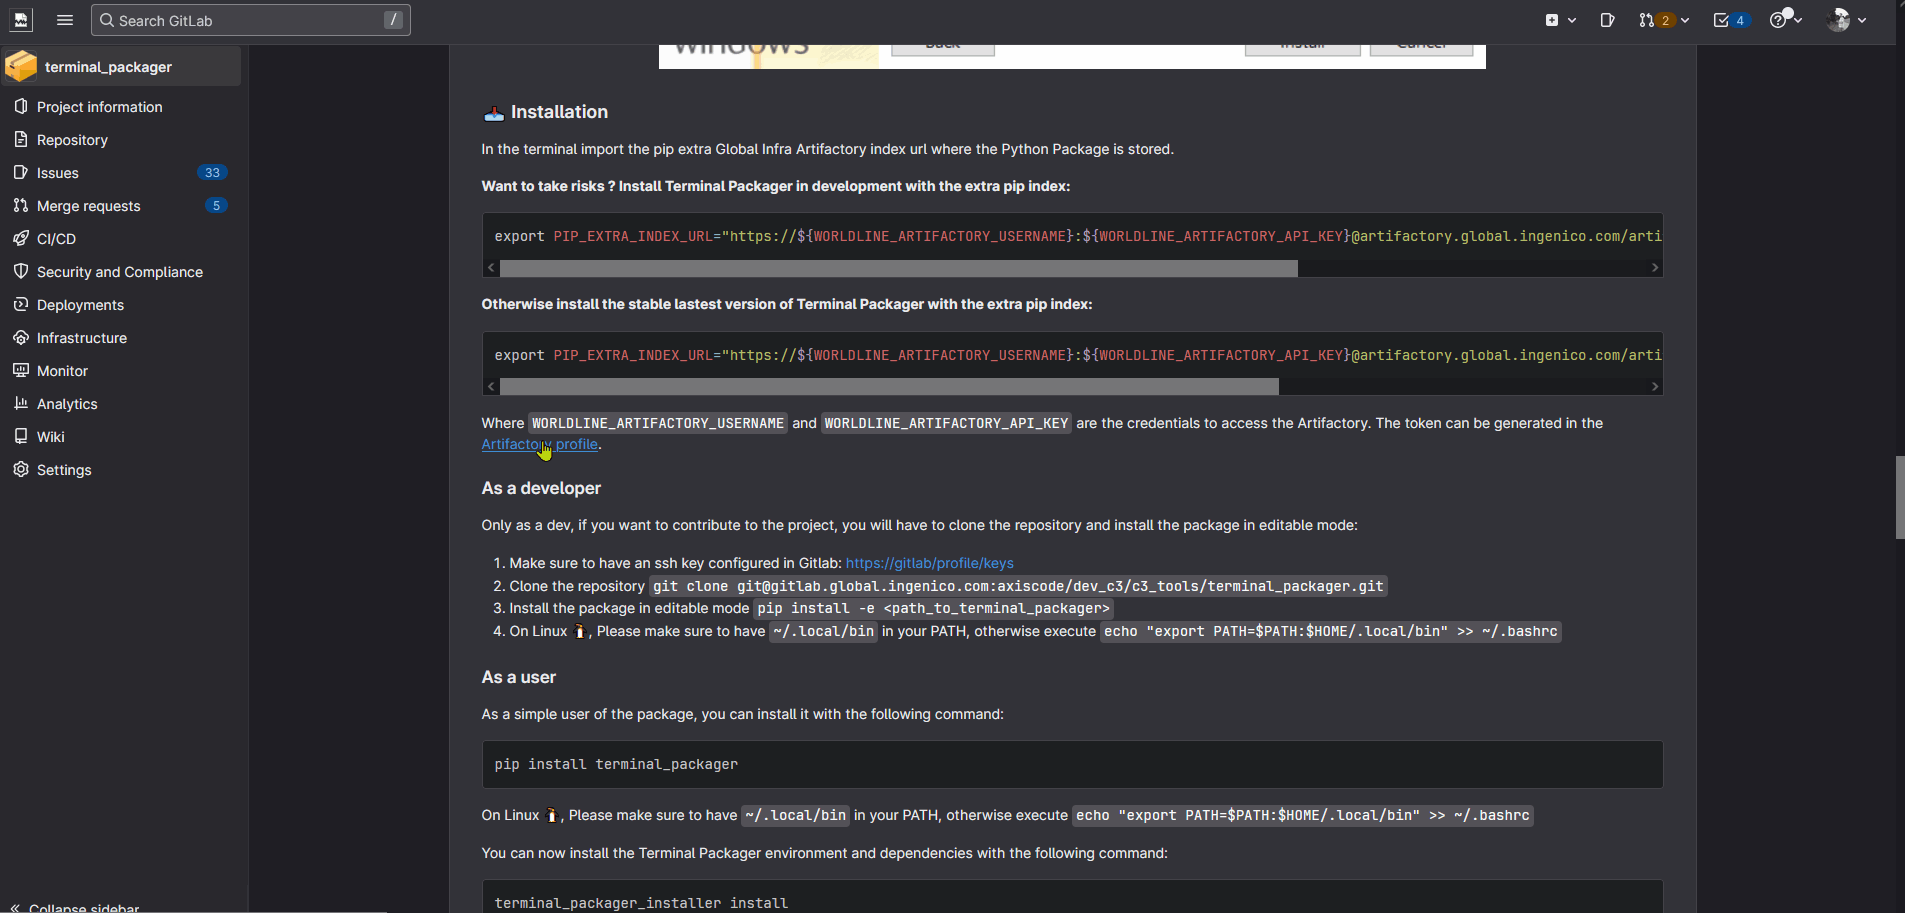 Search GitLab
/
2
4
terminal_packager
Project information
Repository
Issues 33
Merge requests 5
CI/CD
Security and Compliance
Deployments
Infrastructure
Monitor
Analytics
Wiki
Settings
Collapse sidebar
windows
Back
Install
Cancel
Installation
In the terminal import the pip extra Global Infra Artifactory index url where the Python Package is stored.
Want to take risks ? Install Terminal Packager in development with the extra pip index:
export PIP_EXTRA_INDEX_URL="https://${WORLDLINE_ARTIFACTORY_USERNAME}:${WORLDLINE_ARTIFACTORY_API_KEY}@artifactory.global.ingenico.com/arti
Otherwise install the stable lastest version of Terminal Packager with the extra pip index:
export PIP_EXTRA_INDEX_URL="https://${WORLDLINE_ARTIFACTORY_USERNAME}:${WORLDLINE_ARTIFACTORY_API_KEY}@artifactory.global.ingenico.com/arti
Where WORLDLINE_ARTIFACTORY_USERNAME and WORLDLINE_ARTIFACTORY_API_KEY are the credentials to access the Artifactory. The token can be generated in the
Artifactory profile.
As a developer
Only as a dev, if you want to contribute to the project, you will have to clone the repository and install the package in editable mode:
1. Make sure to have an ssh key configured in Gitlab: https://gitlab/profile/keys
2. Clone the repository git clone git@gitlab.global.ingenico.com:axiscode/dev_c3/c3_tools/terminal_packager.git
3. Install the package in editable mode pip install -e <path_to_terminal_packager>
4. On Linux , Please make sure to have ~/.local/bin in your PATH, otherwise execute echo "export PATH=$PATH:$HOME/.local/bin" >> ~/.bashrc
As a user
As a simple user of the package, you can install it with the following command:
pip install terminal_packager
On Linux , Please make sure to have ~/.local/bin in your PATH, otherwise execute echo "export PATH=$PATH:$HOME/.local/bin" >> ~/.bashrc
You can now install the Terminal Packager environment and dependencies with the following command:
terminal_packager_installer install